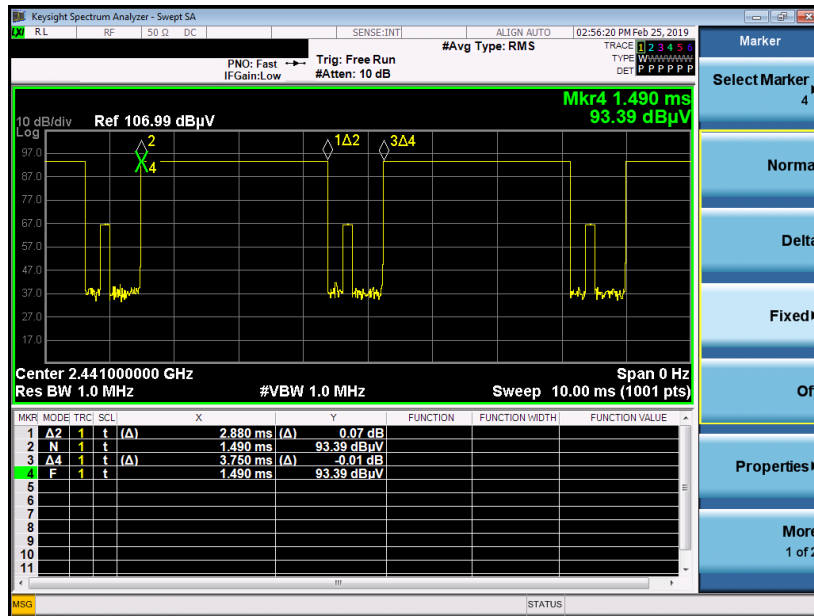 Keysight Spectrum Analyzer - Swept SA
RL RF 50 Ω DC SENSE:INT ALIGN AUTO 02:56:20 PM Feb 25, 2019
#Avg Type: RMS
TRACE 1 2 3 4 5 6
TYPE WWWWWW
DET P P P P P P
PNO: Fast
IFGain:Low
Trig: Free Run
#Atten: 10 dB
Mkr4 1.490 ms
93.39 dBµV
10 dB/div Ref 106.99 dBµV
Log
97.0
87.0
77.0
67.0
57.0
47.0
37.0
27.0
17.0
2
4
1Δ2
3Δ4
Center 2.441000000 GHz
Span 0 Hz
Res BW 1.0 MHz
#VBW 1.0 MHz
Sweep 10.00 ms (1001 pts)
MKR MODE TRC SCL X Y FUNCTION FUNCTION WIDTH FUNCTION VALUE
1 Δ2 1 t (Δ) 2.880 ms (Δ) 0.07 dB
2 N 1 t 1.490 ms 93.39 dBµV
3 Δ4 1 t (Δ) 3.750 ms (Δ) -0.01 dB
4 F 1 t 1.490 ms 93.39 dBµV
5
6
7
8
9
10
11
MSG
STATUS
Marker
Select Marker
4
Norma
Delta
Fixed
Of
Properties
More
1 of 2